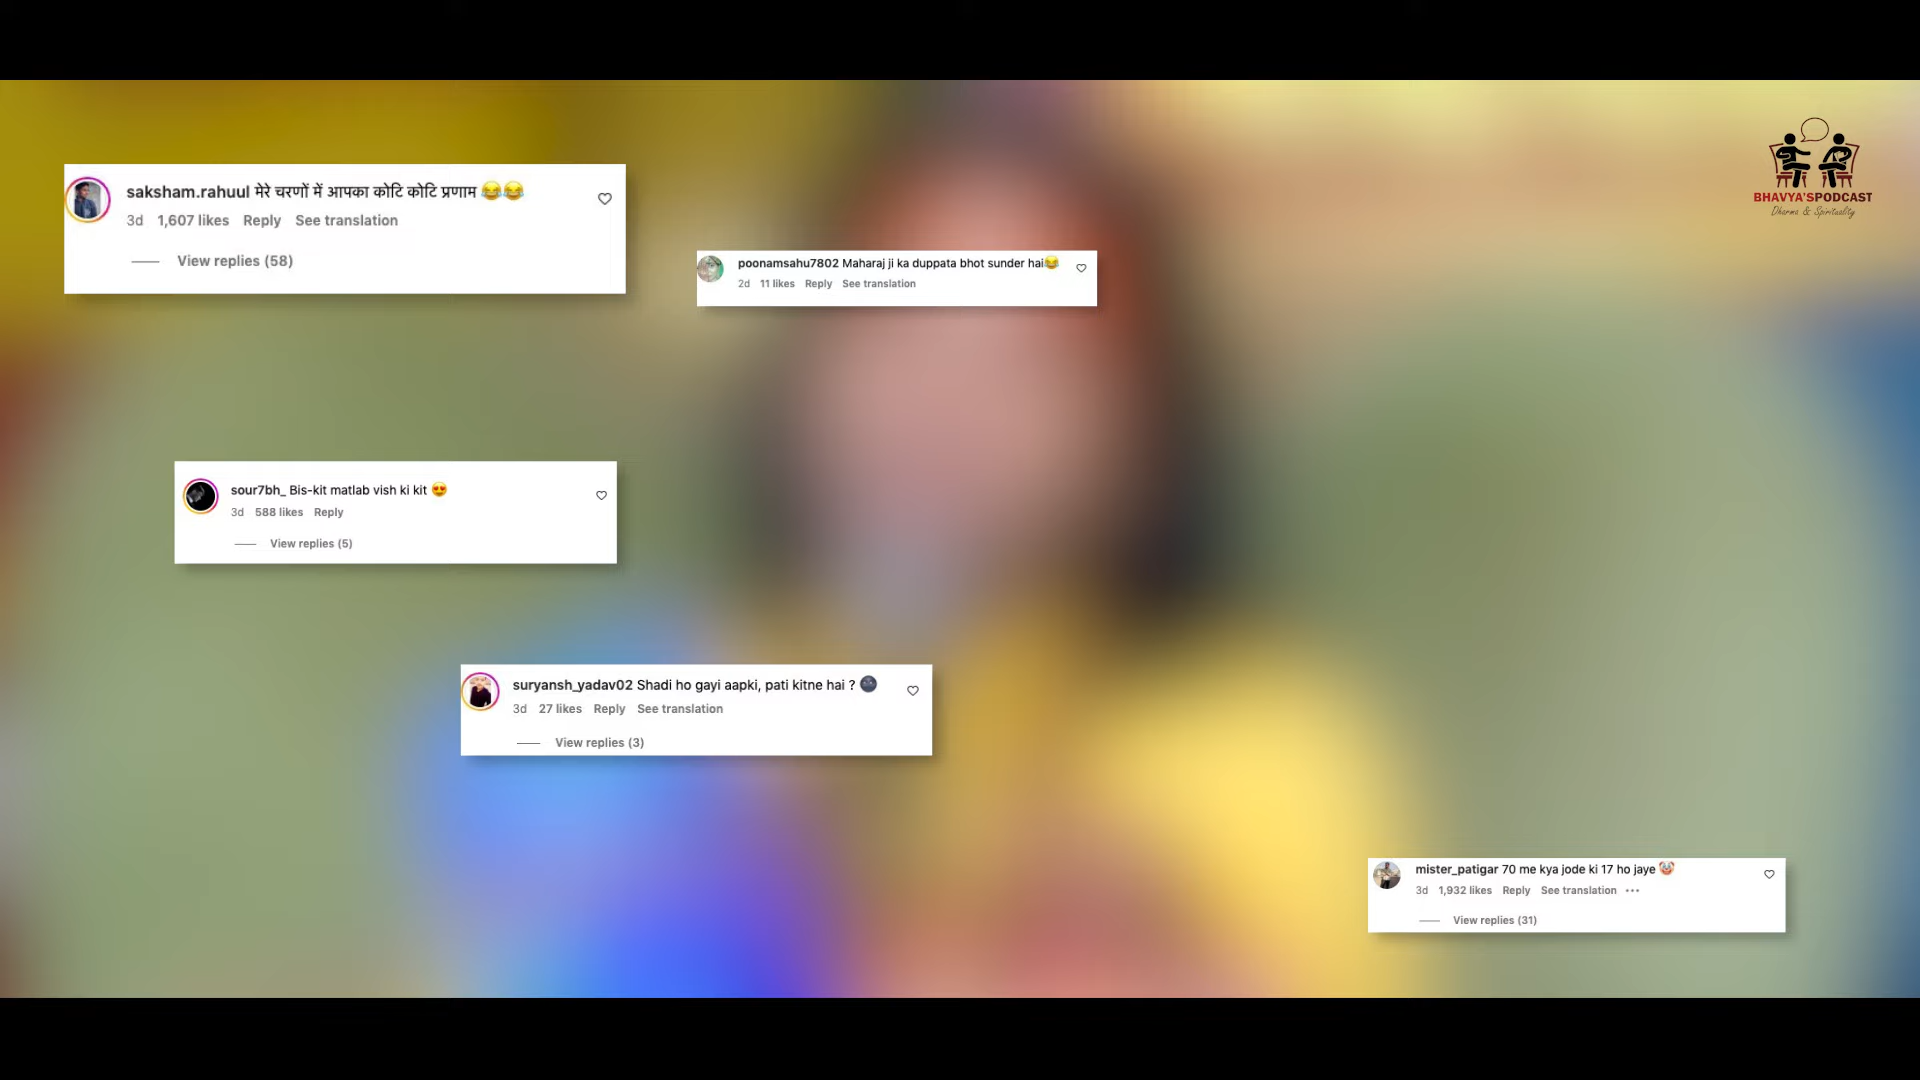 saksham.rahuul मेरे चरणों में आपका कोटि कोटि प्रणाम 😂😂
3d 1,607 likes Reply See translation
View replies (58)
BHAVYA'SPODCAST
Dharma & Spirituality
poonamsahu7802 Maharaj ji ka duppata bhot sunder hai😂
2d 11 likes Reply See translation
sour7bh_ Bis-kit matlab vish ki kit 😍
3d 588 likes Reply
View replies (5)
suryansh_yadav02 Shadi ho gayi aapki, pati kitne hai ? 🌚
3d 27 likes Reply See translation
View replies (3)
mister_patigar 70 me kya jode ki 17 ho jaye 🤡
3d 1,932 likes Reply See translation •••
View replies (31)